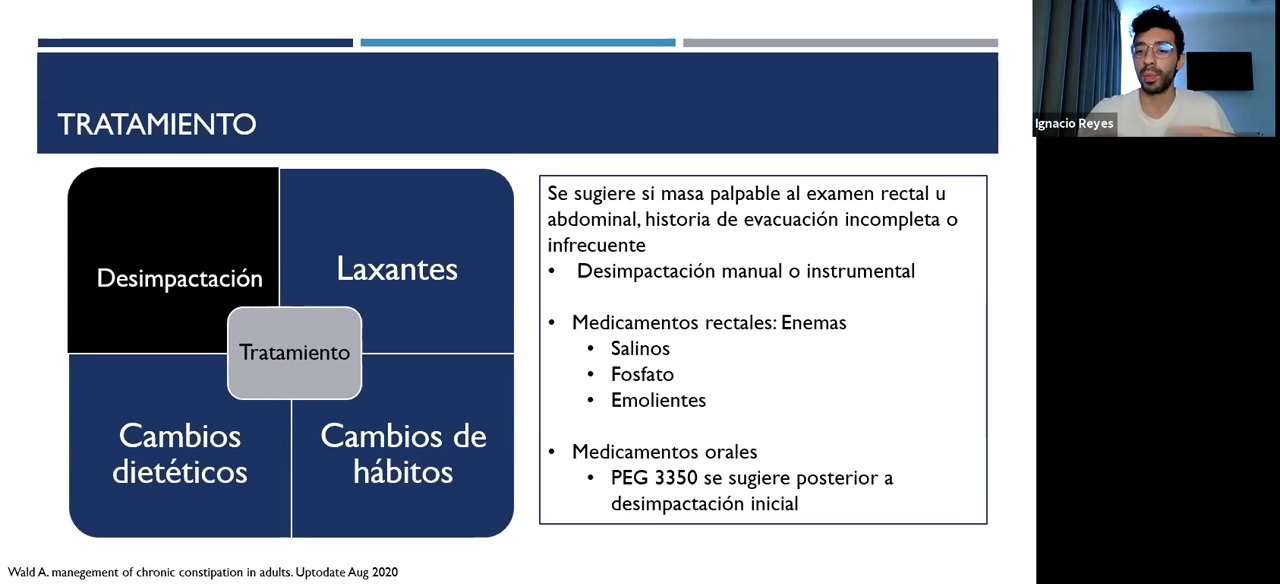 TRATAMIENTO
Desimpactación
Laxantes
Tratamiento
Cambios
dietéticos
Cambios de
hábitos
Se sugiere si masa palpable al examen rectal u
abdominal, historia de evacuación incompleta o
infrecuente
• Desimpactación manual o instrumental
• Medicamentos rectales: Enemas
• Salinos
• Fosfato
• Emolientes
• Medicamentos orales
• PEG 3350 se sugiere posterior a
desimpactación inicial
Wald A. manegement of chronic constipation in adults. Uptodate Aug 2020
Ignacio Reyes